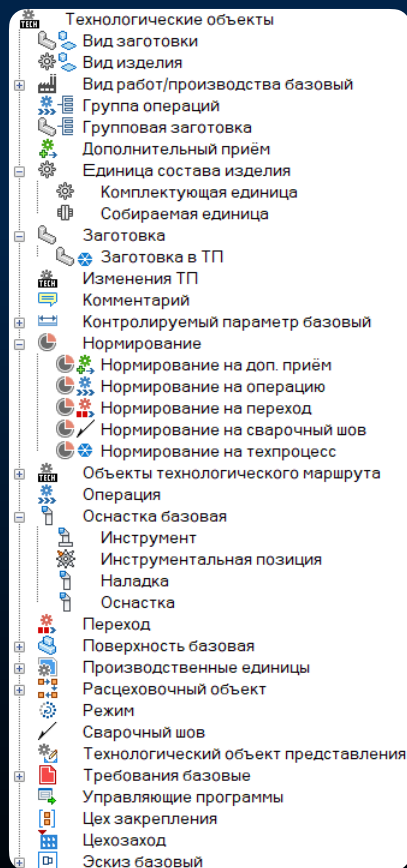 Технологические объекты
Вид заготовки
Вид изделия
Вид работ/производства базовый
Группа операций
Групповая заготовка
Дополнительный приём
Единица состава изделия
Комплектующая единица
Собираемая единица
Заготовка
Заготовка в ТП
Изменения ТП
Комментарий
Контролируемый параметр базовый
Нормирование
Нормирование на доп. приём
Нормирование на операцию
Нормирование на переход
Нормирование на сварочный шов
Нормирование на техпроцесс
Объекты технологического маршрута
Операция
Оснастка базовая
Инструмент
Инструментальная позиция
Наладка
Оснастка
Переход
Поверхность базовая
Производственные единицы
Расцеховочный объект
Режим
Сварочный шов
Технологический объект представления
Требования базовые
Управляющие программы
Цех закрепления
Цехозаход
Эскиз базовый